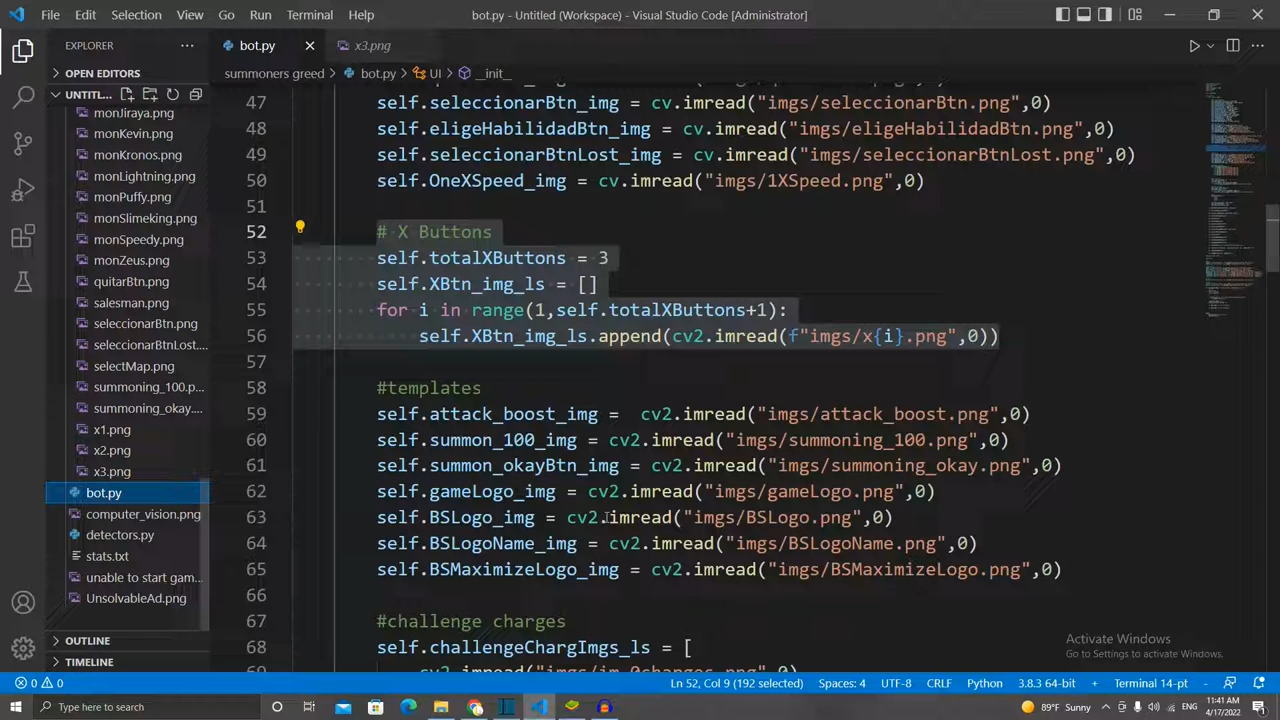 File Edit Selection View Go Run Terminal Help
bot.py - Untitled (Workspace) - Visual Studio Code [Administrator]
EXPLORER
OPEN EDITORS
UNTITL...
monJiraya.png
monKevin.png
monKronos.png
monLightning.png
monPuffy.png
monSlimeking.png
monSpeedy.png
monZeus.png
quitarBtn.png
salesman.png
seleccionarBtn.png
seleccionarBtnLost....
selectMap.png
summoning_100.p...
summoning_okay....
x1.png
x2.png
x3.png
bot.py
computer_vision.png
detectors.py
stats.txt
unable to start gam...
UnsolvableAd.png
OUTLINE
TIMELINE
bot.py
x3.png
summoners greed > bot.py > UI > __init__
47 self.seleccionarBtn_img = cv.imread("imgs/seleccionarBtn.png",0)
48 self.eligeHabilidadBtn_img = cv.imread("imgs/eligeHabilidadBtn.png",0)
49 self.seleccionarBtnLost_img = cv.imread("imgs/seleccionarBtnLost.png",0)
50 self.OneXSpeed_img = cv.imread("imgs/1XSpeed.png",0)
51
52 # X Buttons
53 self.totalXButtons =
54 self.XBtn_img_ls = []
55 for i in range(1,self.totalXButtons+1):
56 self.XBtn_img_ls.append(cv2.imread(f"imgs/x{i}.png",0))
57
58 #templates
59 self.attack_boost_img = cv2.imread("imgs/attack_boost.png",0)
60 self.summon_100_img = cv2.imread("imgs/summoning_100.png",0)
61 self.summon_okayBtn_img = cv2.imread("imgs/summoning_okay.png",0)
62 self.gameLogo_img = cv2.imread("imgs/gameLogo.png",0)
63 self.BSLogo_img = cv2.imread("imgs/BSLogo.png",0)
64 self.BSLogoName_img = cv2.imread("imgs/BSLogoName.png",0)
65 self.BSMaximizeLogo_img = cv2.imread("imgs/BSMaximizeLogo.png",0)
66
67 #challenge charges
68 self.challengeChargImgs_ls = [
Activate Windows
Go to Settings to activate Windows.
0 0
Ln 52, Col 9 (192 selected) Spaces: 4 UTF-8 CRLF Python 3.8.3 64-bit + Terminal 14-pt -
Type here to search
89°F Sunny
11:41 AM
4/17/2022